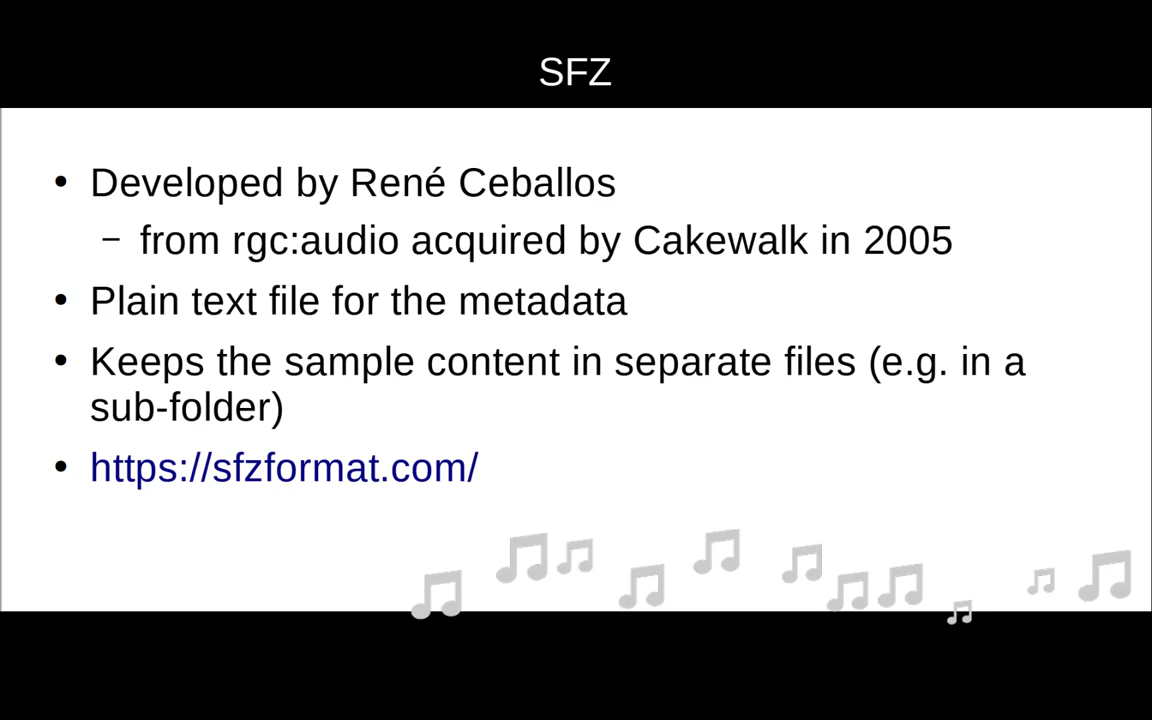 SFZ
• Developed by René Ceballos
– from rgc:audio acquired by Cakewalk in 2005
• Plain text file for the metadata
• Keeps the sample content in separate files (e.g. in a
sub-folder)
• https://sfzformat.com/